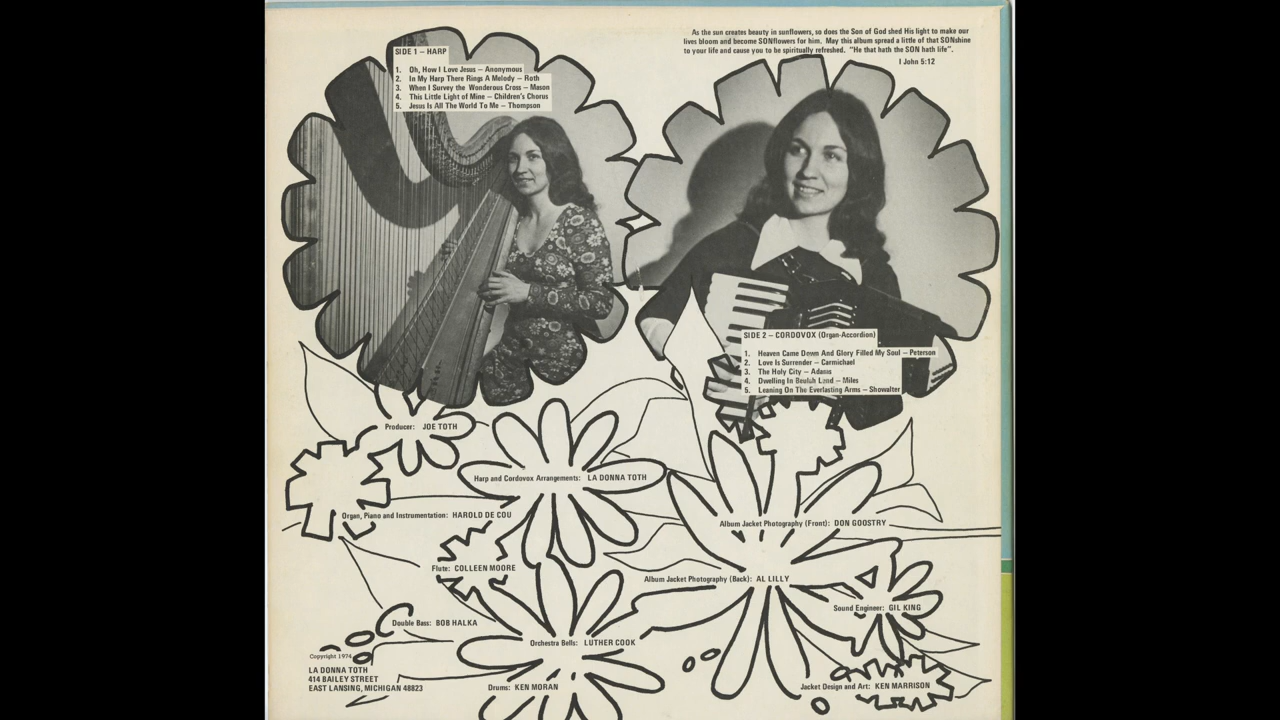 As the sun creates beauty in sunflowers, so does the Son of God shed His light to make our
lives bloom and become SONflowers for him. May this album spread a little of that SONshine
to your life and cause you to be spiritually refreshed. "He that hath the SON hath life".
I John 5:12
SIDE 1 – HARP
1. Oh, How I Love Jesus – Anonymous
2. In My Harp There Rings A Melody – Roth
3. When I Survey the Wonderous Cross – Mason
4. This Little Light of Mine – Children's Chorus
5. Jesus Is All The World To Me – Thompson
SIDE 2 – CORDOVOX (Organ-Accordion)
1. Heaven Came Down And Glory Filled My Soul – Peterson
2. Love Is Surrender – Carmichael
3. The Holy City – Adams
4. Dwelling In Beulah Land – Miles
5. Leaning On The Everlasting Arms – Showalter
Producer: JOE TOTH
Harp and Cordovox Arrangements: LA DONNA TOTH
Organ, Piano and Instrumentation: HAROLD DE COU
Album Jacket Photography (Front): DON GOOSTRY
Flute: COLLEEN MOORE
Album Jacket Photography (Back): AL LILLY
Sound Engineer: GIL KING
Double Bass: BOB HALKA
Orchestra Bells: LUTHER COOK
Copyright 1974
LA DONNA TOTH
414 BAILEY STREET
EAST LANSING, MICHIGAN 48823
Drums: KEN MORAN
Jacket Design and Art: KEN MARRISON